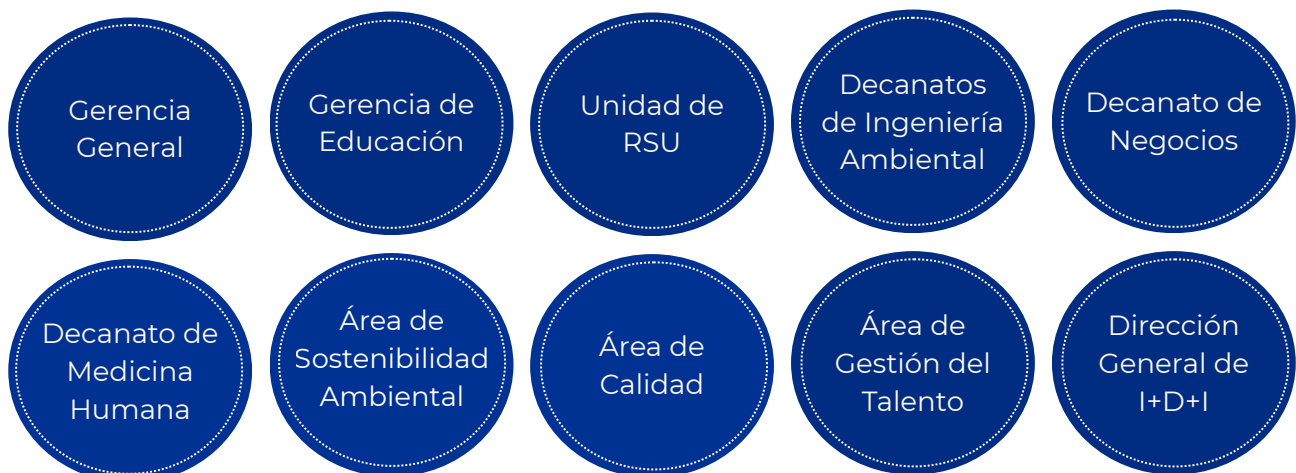 Gerencia
General
Gerencia de
Educación
Unidad de
RSU
Decanatos
de Ingeniería
Ambiental
Decanato de
Negocios
Decanato de
Medicina
Humana
Área de
Sostenibilidad
Ambiental
Área de
Calidad
Área de
Gestión del
Talento
Dirección
General de
I+D+I